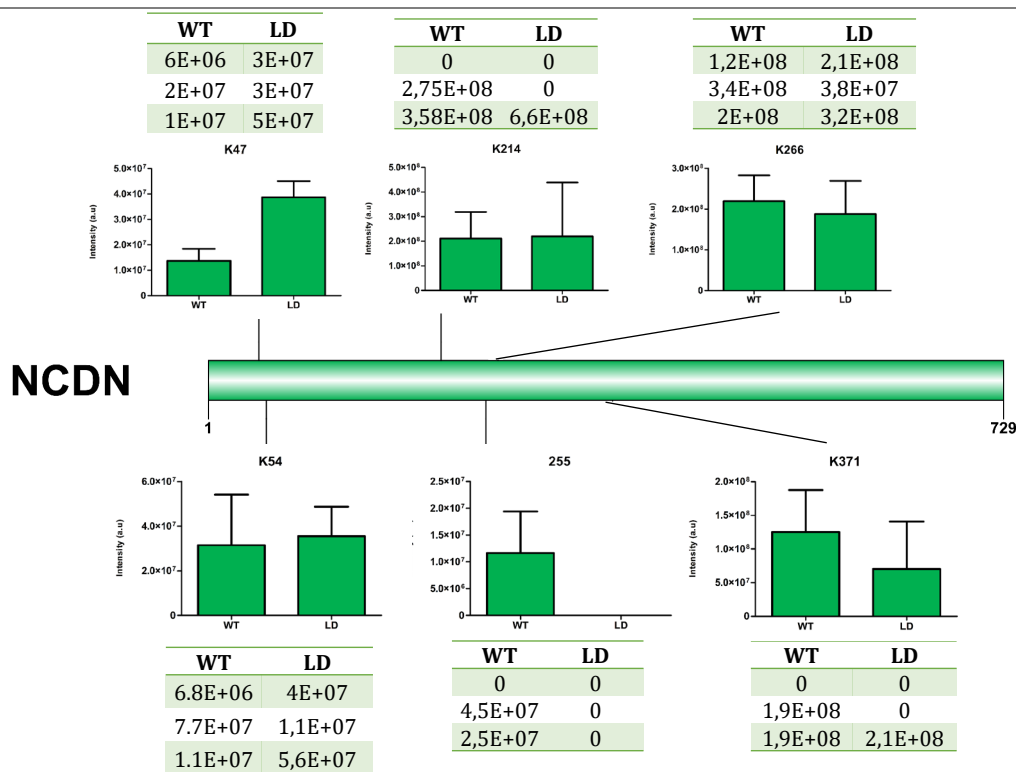 WT LD
6E+06 3E+07
2E+07 3E+07
1E+07 5E+07
WT LD
0 0
2,75E+08 0
3,58E+08 6,6E+08
WT LD
1,2E+08 2,1E+08
3,4E+08 3,8E+07
2E+08 3,2E+08
K47
Intensity (a.u)
5.0×10⁷
4.0×10⁷
3.0×10⁷
2.0×10⁷
1.0×10⁷
0
WT LD
K214
Intensity (a.u)
5.0×10⁸
4.0×10⁸
3.0×10⁸
2.0×10⁸
1.0×10⁸
0
WT LD
K266
Intensity (a.u)
3.0×10⁸
2.0×10⁸
1.0×10⁸
0
WT LD
NCDN
1 729
K54
Intensity (a.u)
6.0×10⁷
4.0×10⁷
2.0×10⁷
0
WT LD
255
2.5×10⁷
2.0×10⁷
1.5×10⁷
1.0×10⁷
5.0×10⁶
0
WT LD
K371
Intensity (a.u)
2.0×10⁸
1.5×10⁸
1.0×10⁸
5.0×10⁷
0
WT LD
WT LD
6.8E+06 4E+07
7.7E+07 1,1E+07
1.1E+07 5,6E+07
WT LD
0 0
4,5E+07 0
2,5E+07 0
WT LD
0 0
1,9E+08 0
1,9E+08 2,1E+08